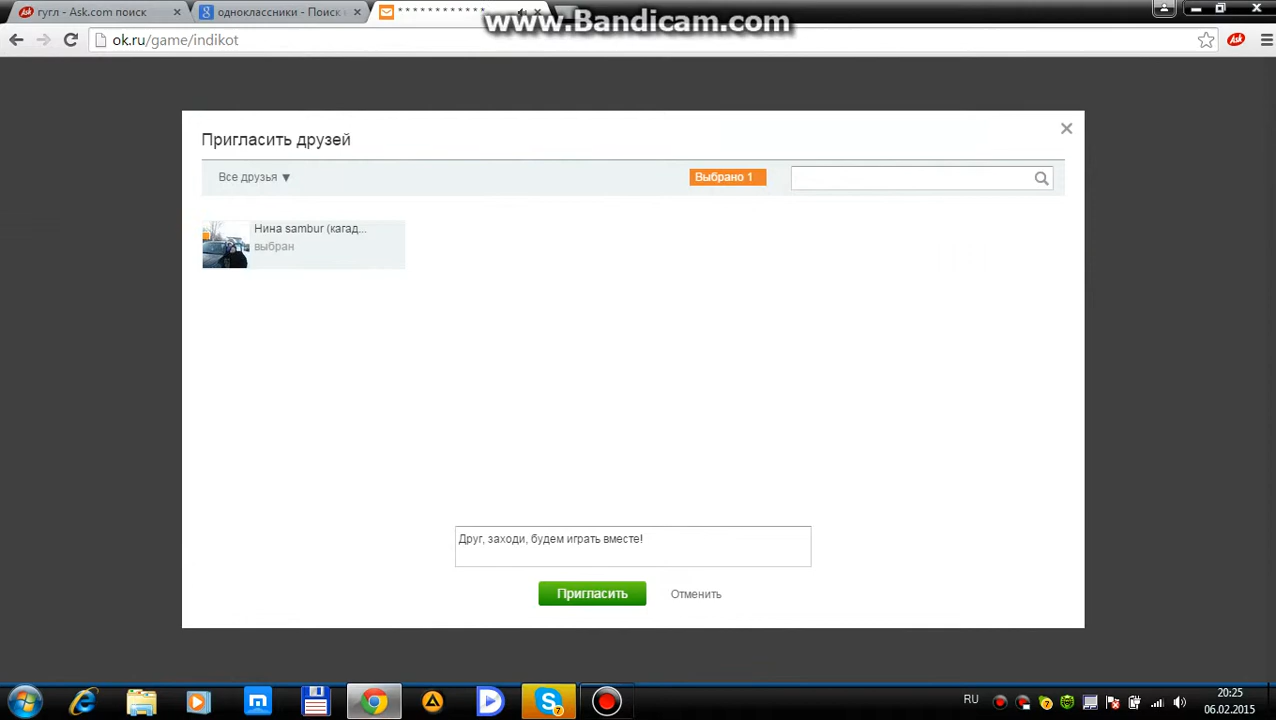 гугл - Ask.com поиск
одноклассники - Поиск
www.Bandicam.com
ok.ru/game/indikot
Ask
Пригласить друзей
Все друзья ▼
Выбрано 1
Нина sambur (кагад...
выбран
Друг, заходи, будем играть вместе!
Пригласить
Отменить
RU
20:25
06.02.2015